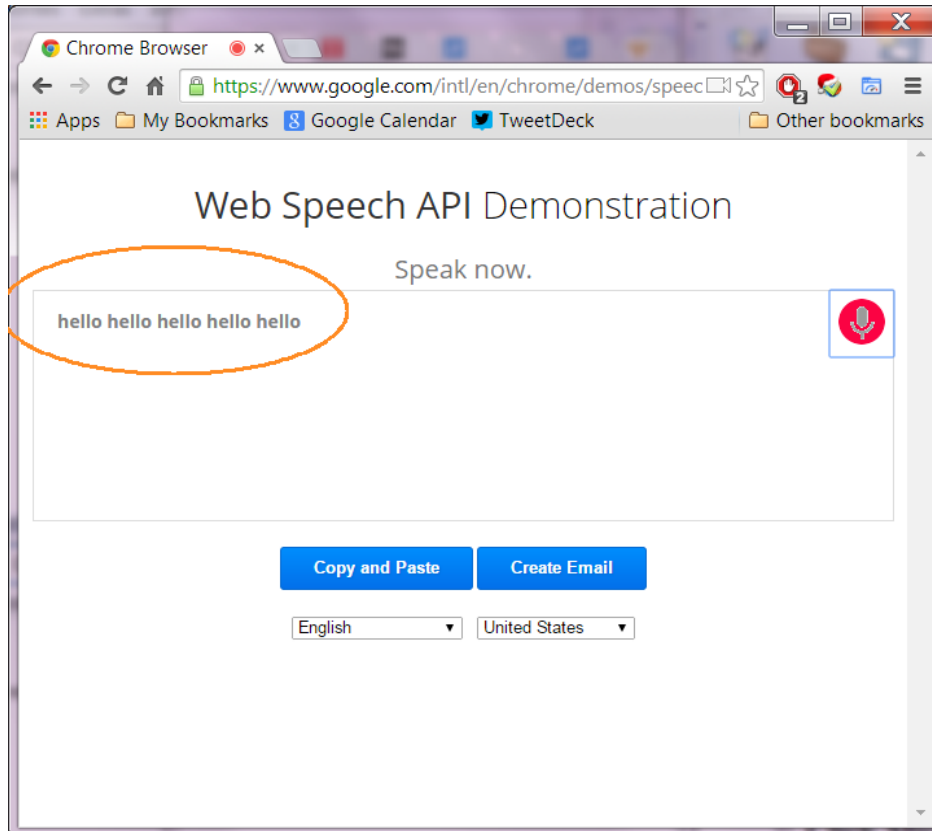 Chrome Browser
https://www.google.com/intl/en/chrome/demos/speec
2
Apps My Bookmarks 8 Google Calendar TweetDeck Other bookmarks
Web Speech API Demonstration
Speak now.
hello hello hello hello hello
Copy and Paste Create Email
English United States